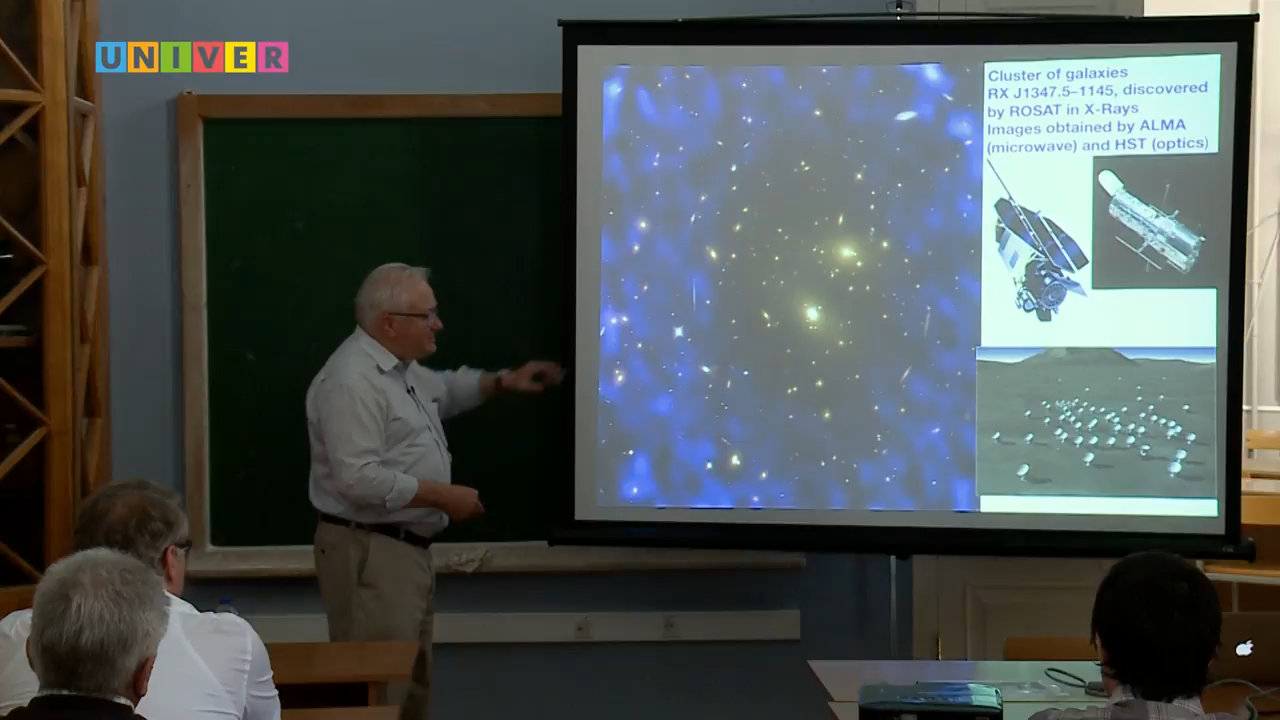 UNIVER
Cluster of galaxies
RX J1347.5–1145, discovered
by ROSAT in X-Rays
Images obtained by ALMA
(microwave) and HST (optics)